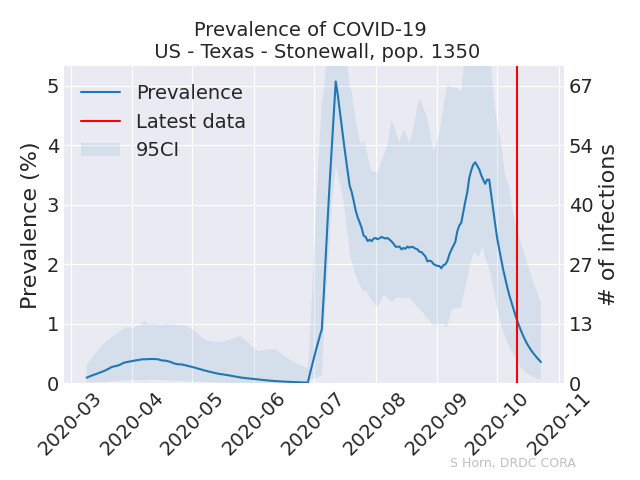 Prevalence of COVID-19
US - Texas - Stonewall, pop. 1350
Prevalence
Latest data
95CI
Prevalence (%)
5
4
3
2
1
0
# of infections
67
54
40
27
13
0
2020-03
2020-04
2020-05
2020-06
2020-07
2020-08
2020-09
2020-10
2020-11
S Horn, DRDC CORA